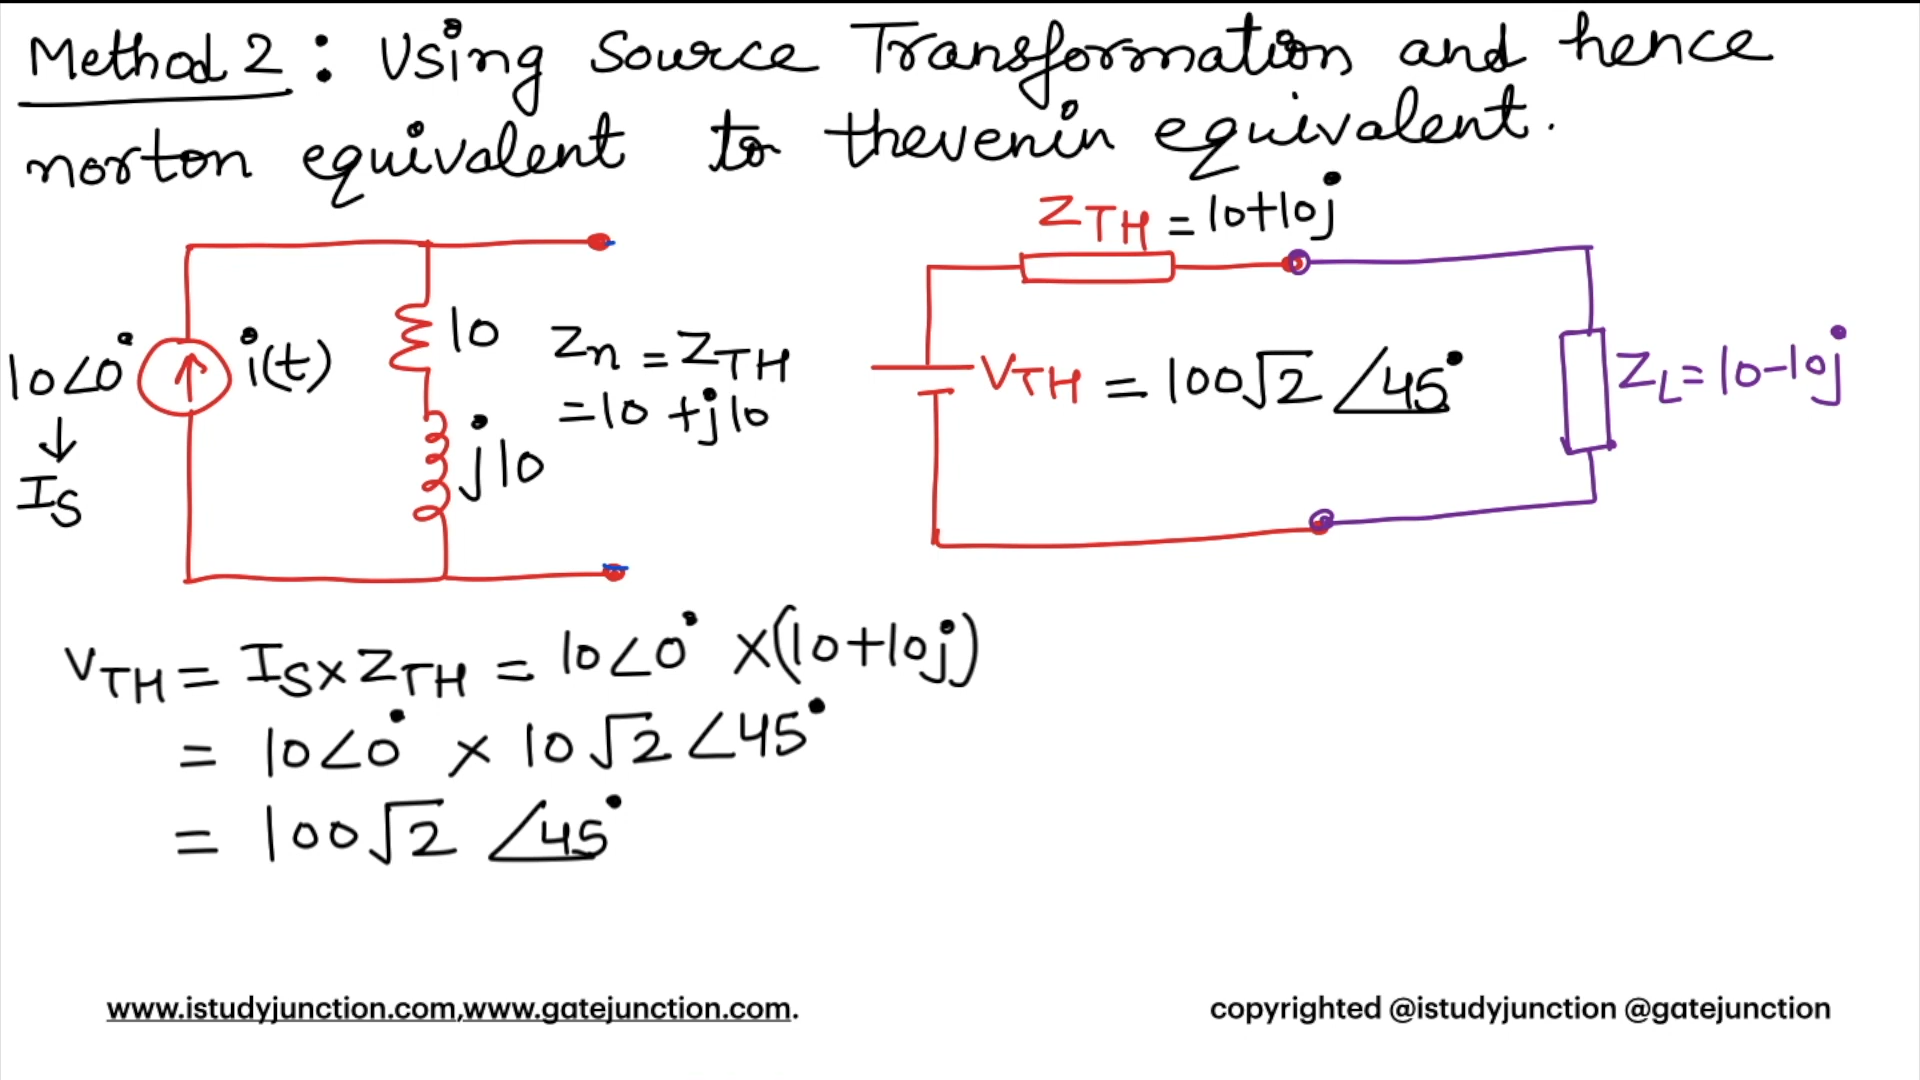 Method 2 : Using Source Transformation and hence
norton equivalent to thevenin equivalent.
10∠0° i(t) 10 Zn = ZTH
↓ = 10 + j10
IS j10
ZTH = 10+10j
VTH = 100√2 ∠45° ZL = 10-10j
VTH = IS × ZTH = 10∠0° ×(10+10j)
= 10∠0° × 10√2 ∠45°
= 100√2 ∠45°
www.istudyjunction.com,www.gatejunction.com.
copyrighted @istudyjunction @gatejunction